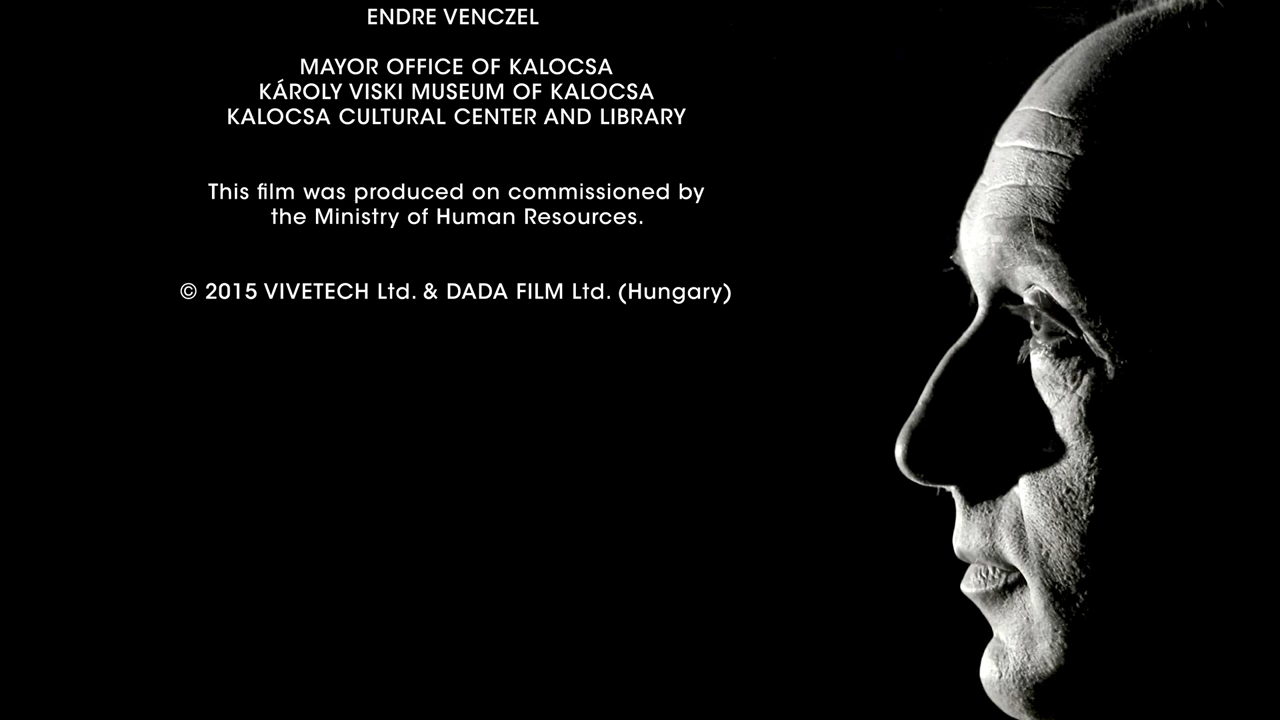 ENDRE VENCZEL
MAYOR OFFICE OF KALOCSA
KÁROLY VISKI MUSEUM OF KALOCSA
KALOCSA CULTURAL CENTER AND LIBRARY
This film was produced on commissioned by
the Ministry of Human Resources.
© 2015 VIVETECH Ltd. & DADA FILM Ltd. (Hungary)